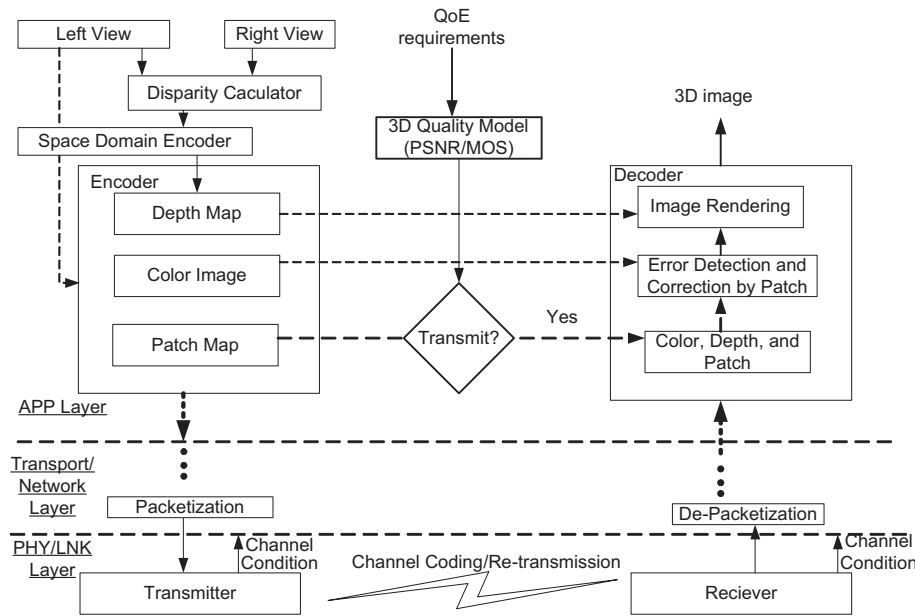 Left View
Right View
QoE
requirements
Disparity Caculator
3D image
Space Domain Encoder
3D Quality Model
(PSNR/MOS)
Encoder
Decoder
Depth Map
Image Rendering
Color Image
Error Detection and
Correction by Patch
Transmit?
Yes
Patch Map
Color, Depth, and
Patch
APP Layer
Transport/
Network
Layer
Packetization
De-Packetization
PHY/LNK
Layer
Channel
Condition
Channel Coding/Re-transmission
Channel
Condition
Transmitter
Reciever